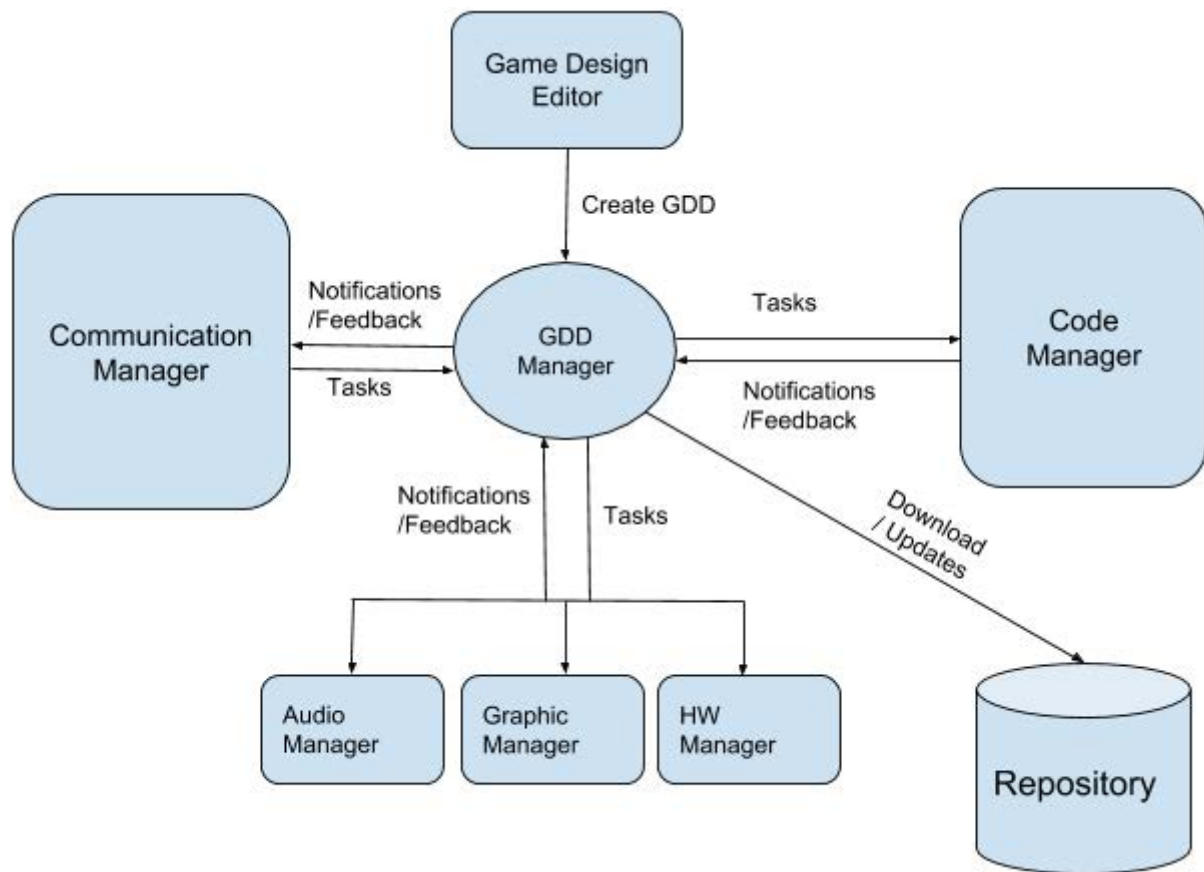 Game Design
Editor
Create GDD
Communication
Manager
Notifications
/Feedback
Tasks
GDD
Manager
Tasks
Notifications
/Feedback
Code
Manager
Notifications
/Feedback
Tasks
Download
/ Updates
Audio
Manager
Graphic
Manager
HW
Manager
Repository